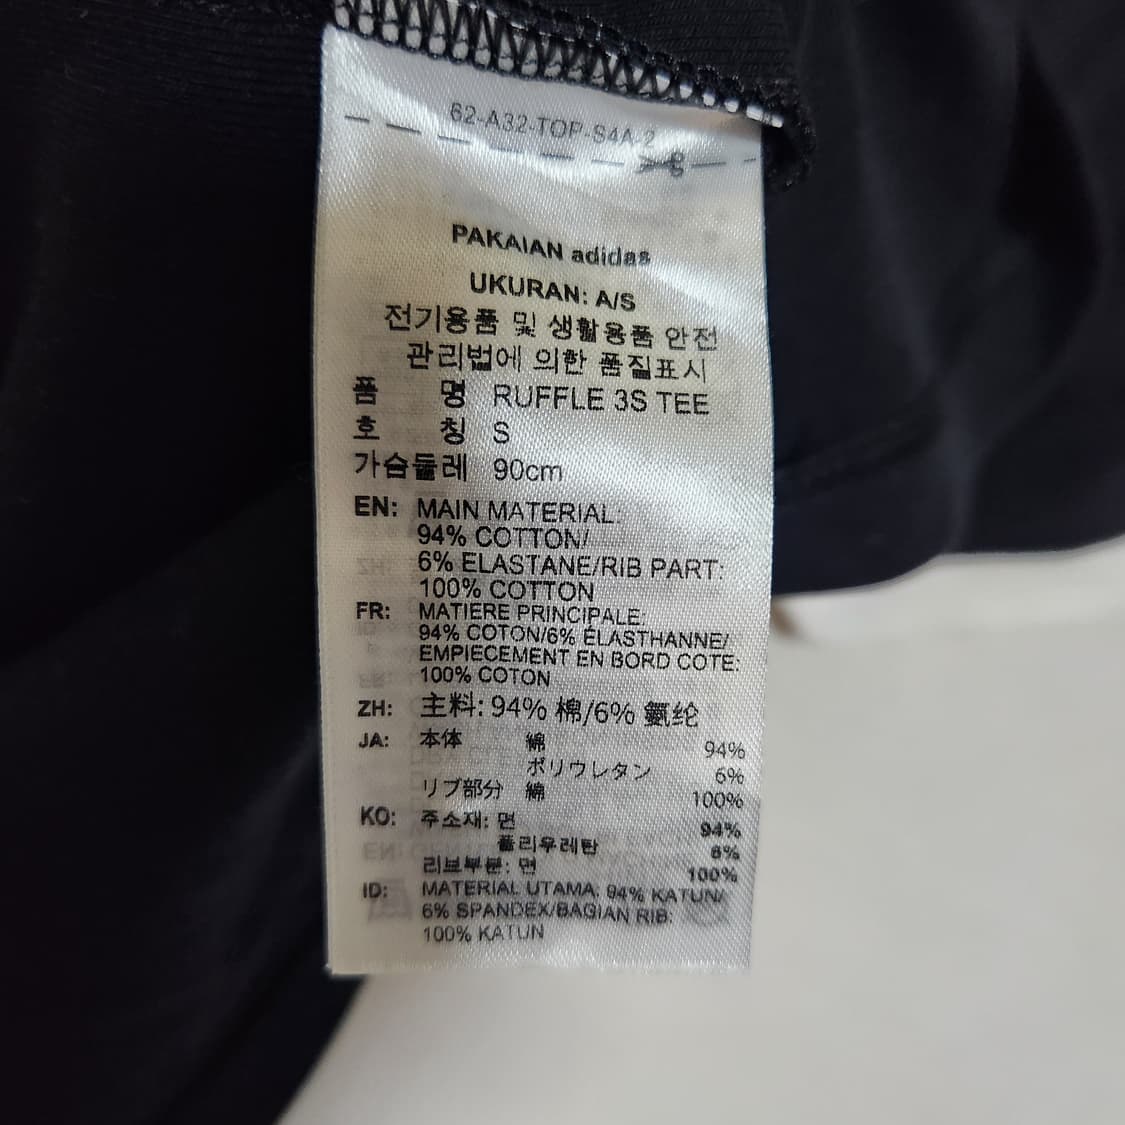 62-A32-TOP-S4A-2
PAKAIAN adidas
UKURAN: A/S
전기용품 및 생활용품 안전
관리법에 의한 품질표시
품 명 RUFFLE 3S TEE
호 칭 S
가슴둘레 90cm
EN: MAIN MATERIAL:
94% COTTON/
6% ELASTANE/RIB PART:
100% COTTON
FR: MATIERE PRINCIPALE:
94% COTON/6% ÉLASTHANNE/
EMPIECEMENT EN BORD COTE:
100% COTON
ZH: 主料: 94% 棉/6% 氨纶
JA: 本体 綿 94%
ポリウレタン 6%
リブ部分 綿 100%
KO: 주소재: 면 94%
폴리우레탄 6%
리브부분: 면 100%
ID: MATERIAL UTAMA: 94% KATUN/
6% SPANDEX/BAGIAN RIB:
100% KATUN